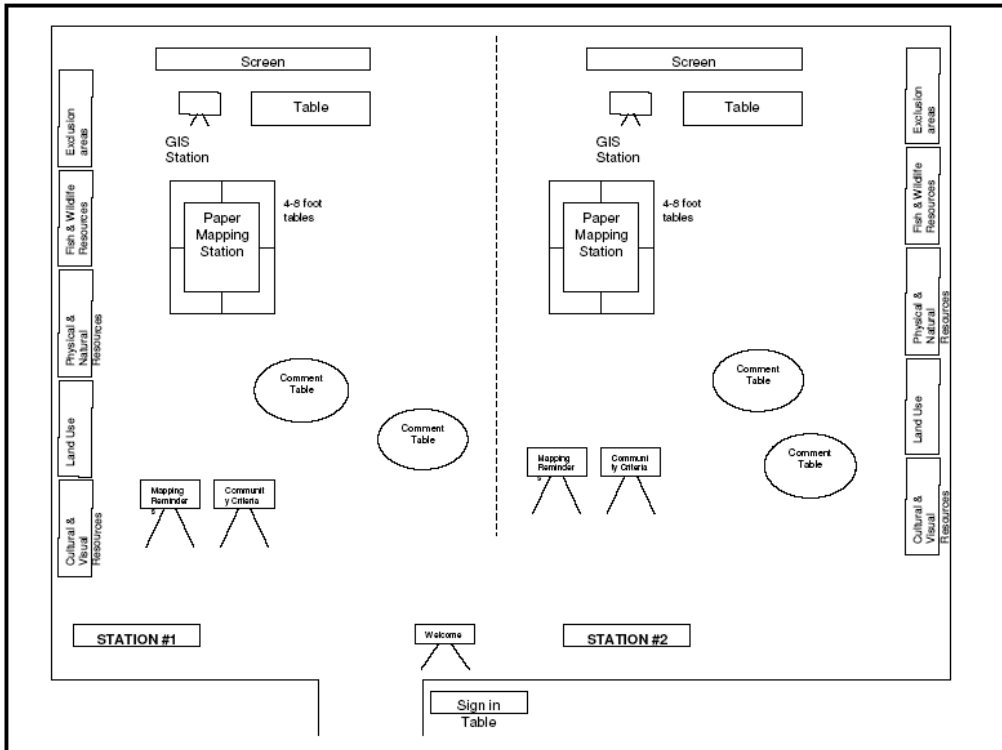 Screen
Table
GIS
Station
Exclusion
areas
Fish & Wildlife
Resources
Physical &
Natural
Resources
Land Use
Cultural &
Visual
Resources
Paper
Mapping
Station
4-8 foot
tables
Comment
Table
Comment
Table
Mapping
Reminder
s
Communit
y Criteria
STATION #1
Screen
Table
GIS
Station
Paper
Mapping
Station
4-8 foot
tables
Comment
Table
Comment
Table
Mapping
Reminder
s
Communi
ty Criteria
Exclusion
areas
Fish & Wildlife
Resources
Physical &
Natural
Resources
Land Use
Cultural &
Visual
Resources
STATION #2
Welcome
Sign in
Table